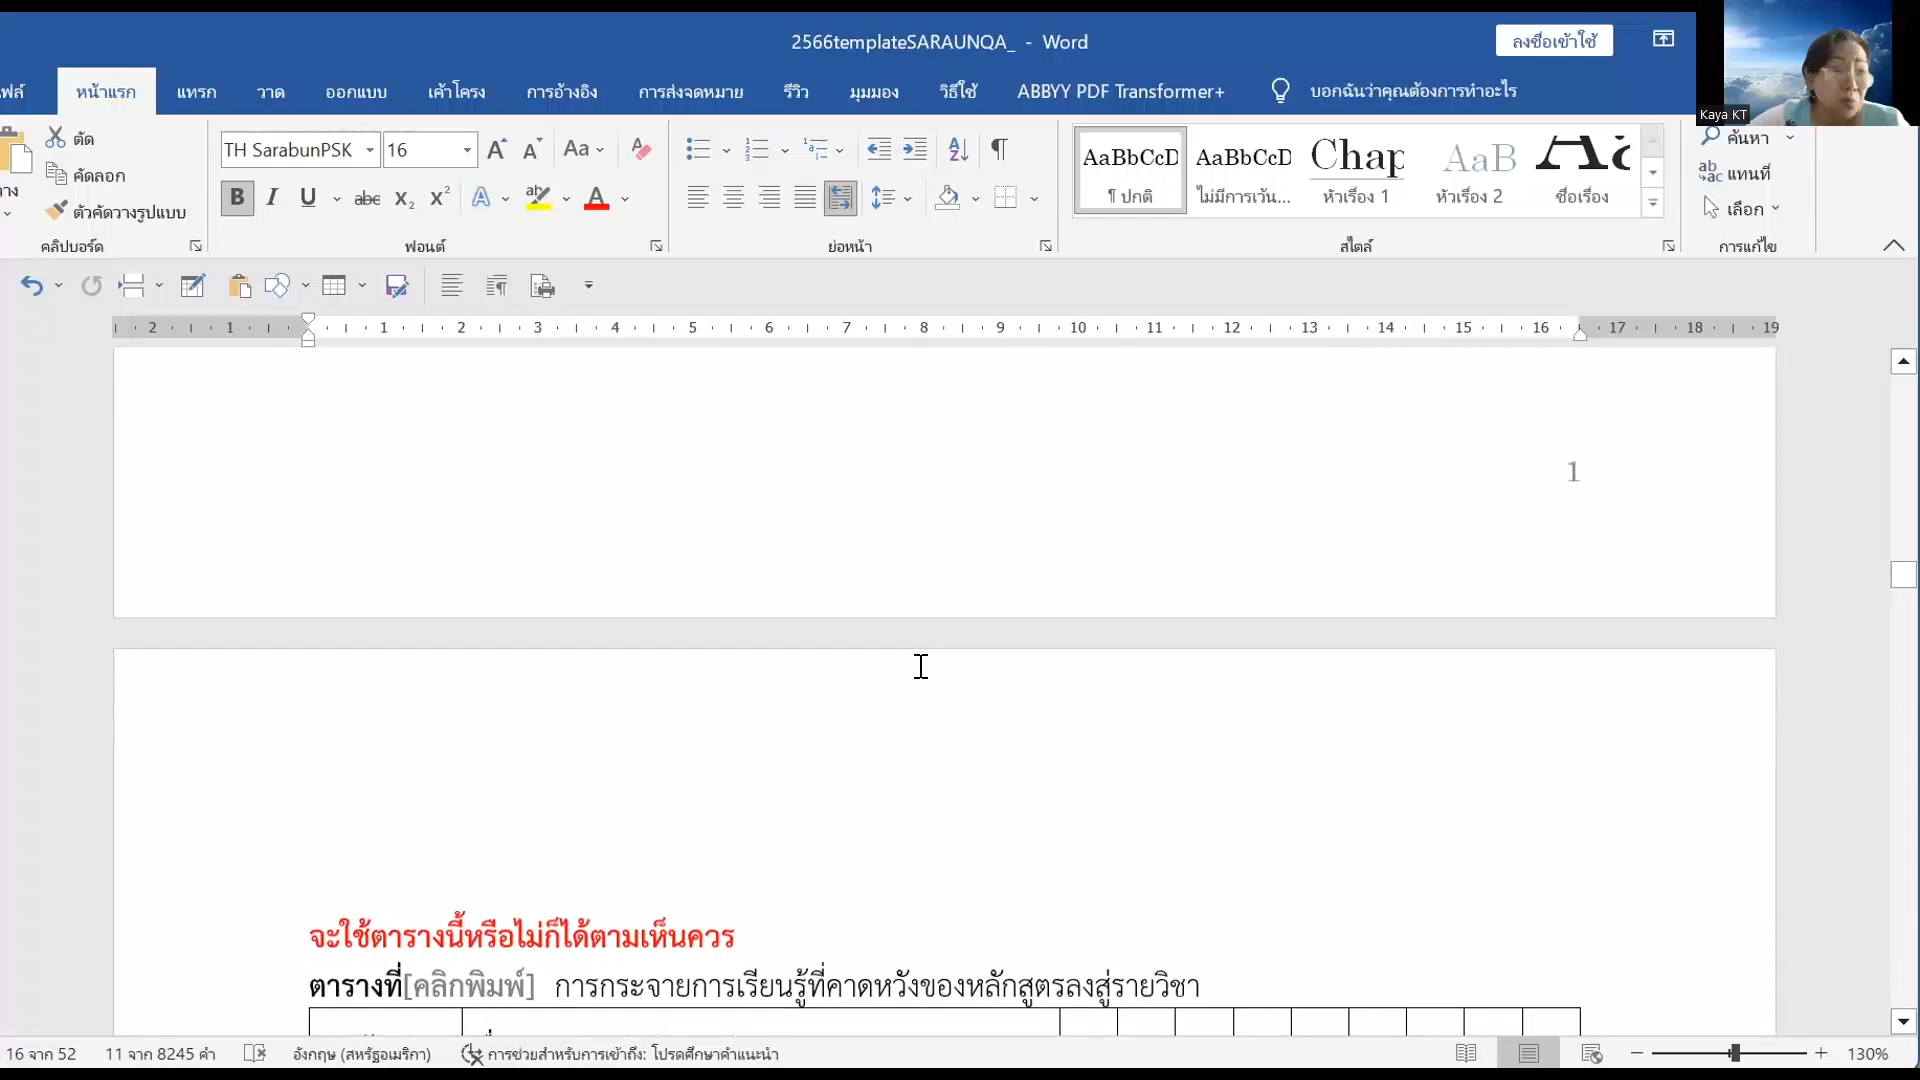 2566templateSARAUNQA_ - Word
ลงชื่อเข้าใช้
Kaya KT
หน้าแรก แทรก วาด ออกแบบ เค้าโครง การอ้างอิง การส่งจดหมาย รีวิว มุมมอง วิธีใช้ ABBYY PDF Transformer+ บอกฉันว่าคุณต้องการทำอะไร
ตัด
คัดลอก
ตัวคัดวางรูปแบบ
คลิปบอร์ด
TH SarabunPSK 16
ฟอนต์
ย่อหน้า
AaBbCcD AaBbCcD Chap AaB
¶ ปกติ ไม่มีการเว้น... หัวเรื่อง 1 หัวเรื่อง 2 ชื่อเรื่อง
สไตล์
ค้นหา
แทนที่
เลือก
การแก้ไข
2 1 1 2 3 4 5 6 7 8 9 10 11 12 13 14 15 16 17 18 19
1
จะใช้ตารางนี้หรือไม่ก็ได้ตามเห็นควร
ตารางที่[คลิกพิมพ์] การกระจายการเรียนรู้ที่คาดหวังของหลักสูตรลงสู่รายวิชา
16 จาก 52 11 จาก 8245 คำ อังกฤษ (สหรัฐอเมริกา) การช่วยสำหรับการเข้าถึง: โปรดศึกษาคำแนะนำ 130%